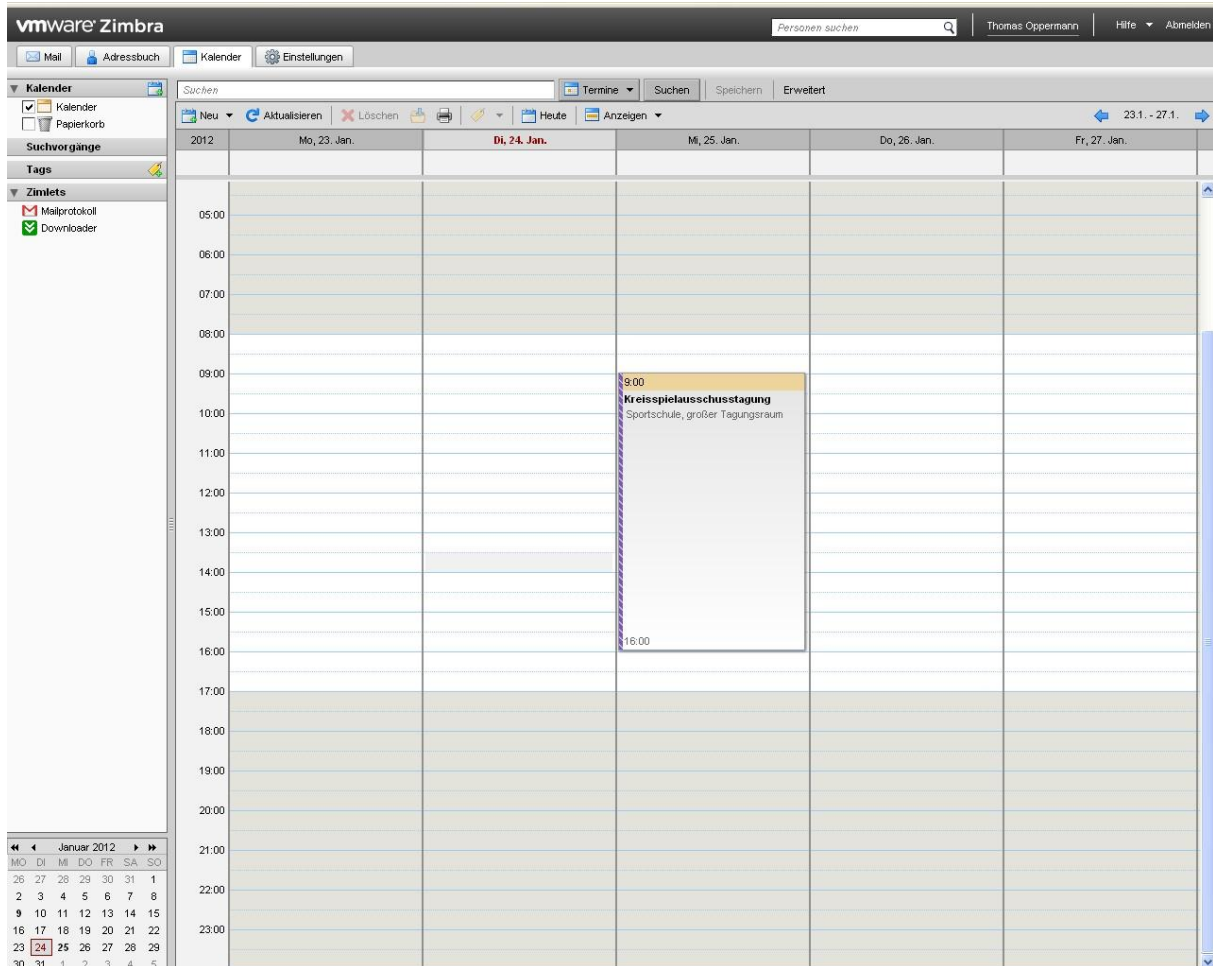 vmware Zimbra
Personen suchen
Thomas Oppermann
Hilfe
Abmelden
Mail
Adressbuch
Kalender
Einstellungen
Kalender
Kalender
Papierkorb
Suchvorgänge
Tags
Zimlets
Mailprotokoll
Downloader
Suchen
Termine
Suchen
Speichern
Erweitert
Neu
Aktualisieren
Löschen
Heute
Anzeigen
23.1. - 27.1.
2012
Mo, 23. Jan.
Di, 24. Jan.
Mi, 25. Jan.
Do, 26. Jan.
Fr, 27. Jan.
05:00
06:00
07:00
08:00
09:00
10:00
11:00
12:00
13:00
14:00
15:00
16:00
17:00
18:00
19:00
20:00
21:00
22:00
23:00
9:00
Kreisspielausschusstagung
Sportschule, großer Tagungsraum
16:00
Januar 2012
MO DI MI DO FR SA SO
26 27 28 29 30 31 1
2 3 4 5 6 7 8
9 10 11 12 13 14 15
16 17 18 19 20 21 22
23 24 25 26 27 28 29
30 31 1 2 3 4 5